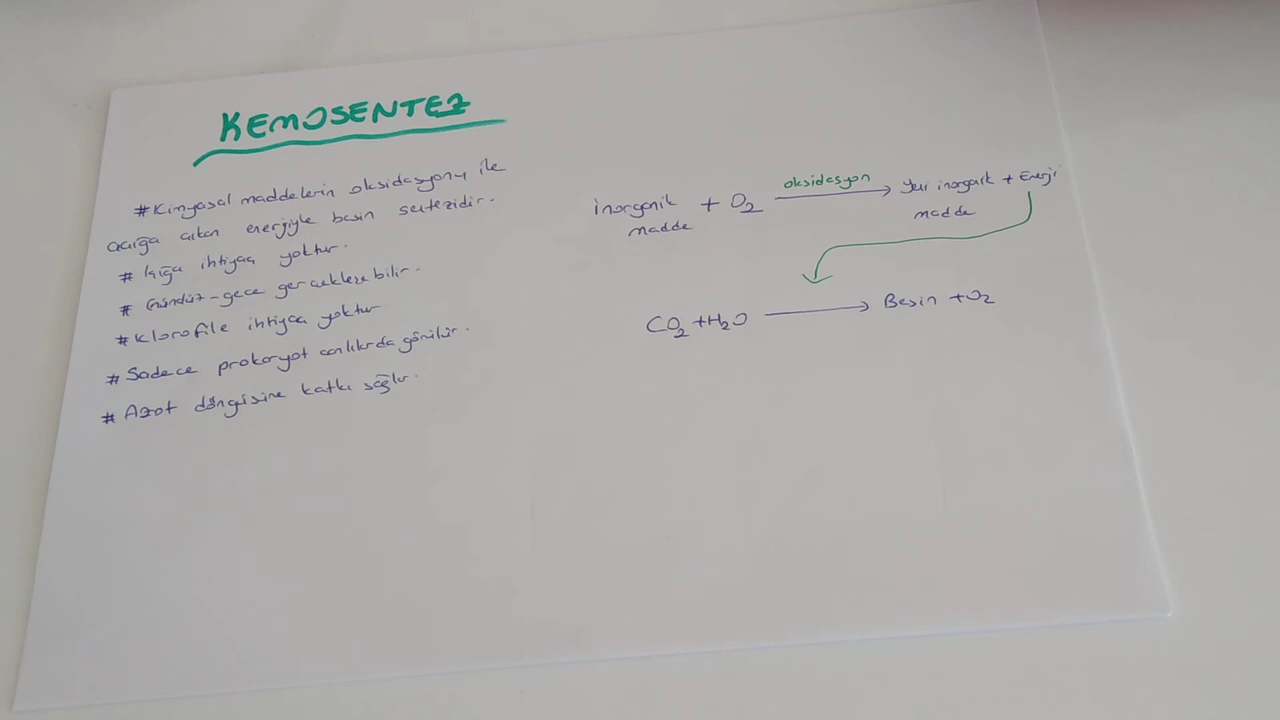 KEMOSENTEZ
#Kimyasal maddelerin oksidasyonu ile
açığa çıkan enerjiyle besin sentezidir.
# Işığa ihtiyaç yoktur.
# Gündüz-gece gerçekleşebilir.
#Klorofile ihtiyaç yoktur
#Sadece prokaryot canlılarda görülür.
#Azot döngüsüne katkı sağlar.
inorganik madde + O2 oksidasyon Yeni inorganik madde + Enerji
CO2+H2O Besin +O2